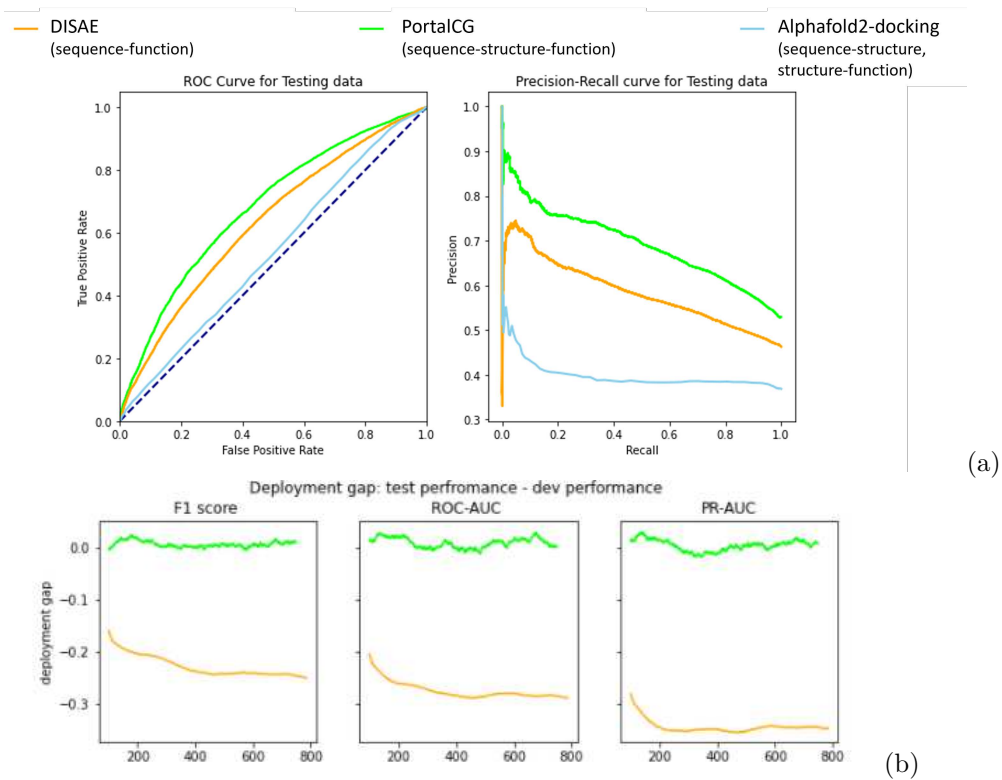 DISAE
(sequence-function)
PortalCG
(sequence-structure-function)
Alphafold2-docking
(sequence-structure,
structure-function)
ROC Curve for Testing data
1.0
0.8
0.6
0.4
0.2
0.0
True Positive Rate
0.0 0.2 0.4 0.6 0.8 1.0
False Positive Rate
Precision-Recall curve for Testing data
1.0
0.9
0.8
0.7
0.6
0.5
0.4
0.3
Precision
0.0 0.2 0.4 0.6 0.8 1.0
Recall
(a)
Deployment gap: test perfromance - dev performance
F1 score
ROC-AUC
PR-AUC
0.0
−0.1
−0.2
−0.3
deployment gap
200 400 600 800
200 400 600 800
200 400 600 800
(b)